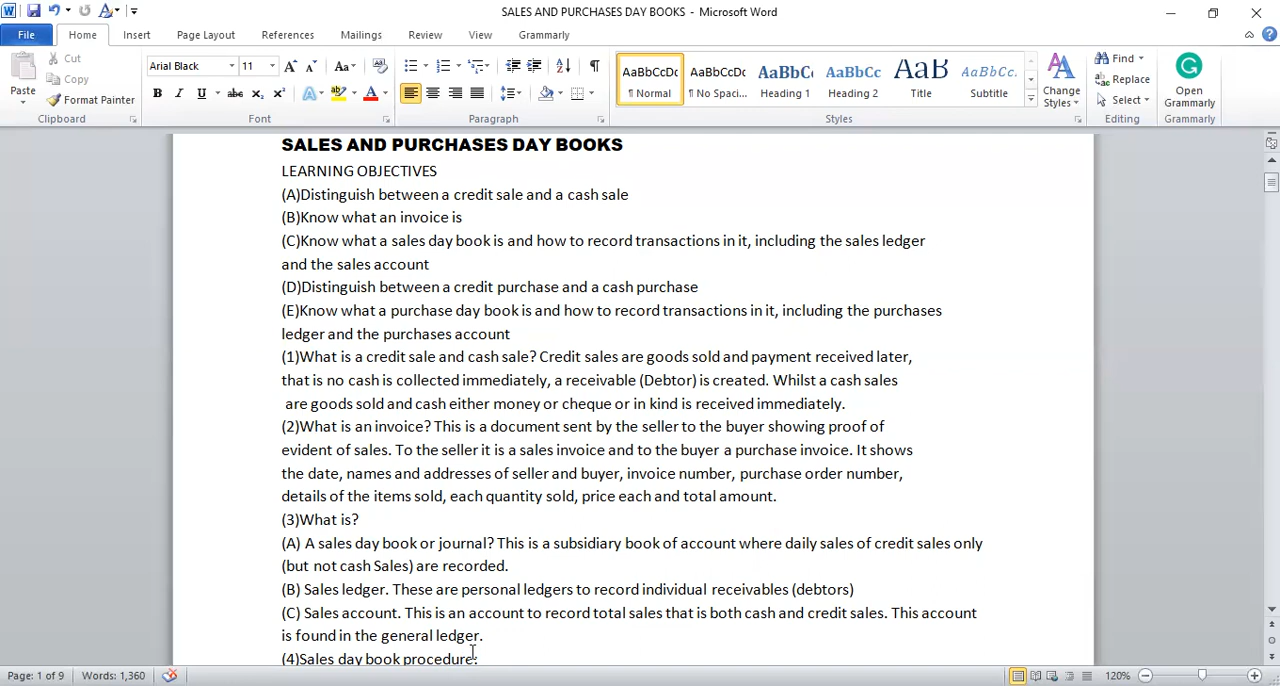 SALES AND PURCHASES DAY BOOKS - Microsoft Word
File Home Insert Page Layout References Mailings Review View Grammarly
Cut
Copy
Format Painter
Paste
Clipboard
Arial Black 11
Font
Paragraph
AaBbCcDc AaBbCcDc AaBbC AaBbCc AaB AaBbCc.
¶ Normal ¶ No Spaci... Heading 1 Heading 2 Title Subtitle
Styles
Change
Styles
Find
Replace
Select
Editing
Open
Grammarly
Grammarly
SALES AND PURCHASES DAY BOOKS
LEARNING OBJECTIVES
(A)Distinguish between a credit sale and a cash sale
(B)Know what an invoice is
(C)Know what a sales day book is and how to record transactions in it, including the sales ledger
and the sales account
(D)Distinguish between a credit purchase and a cash purchase
(E)Know what a purchase day book is and how to record transactions in it, including the purchases
ledger and the purchases account
(1)What is a credit sale and cash sale? Credit sales are goods sold and payment received later,
that is no cash is collected immediately, a receivable (Debtor) is created. Whilst a cash sales
are goods sold and cash either money or cheque or in kind is received immediately.
(2)What is an invoice? This is a document sent by the seller to the buyer showing proof of
evident of sales. To the seller it is a sales invoice and to the buyer a purchase invoice. It shows
the date, names and addresses of seller and buyer, invoice number, purchase order number,
details of the items sold, each quantity sold, price each and total amount.
(3)What is?
(A) A sales day book or journal? This is a subsidiary book of account where daily sales of credit sales only
(but not cash Sales) are recorded.
(B) Sales ledger. These are personal ledgers to record individual receivables (debtors)
(C) Sales account. This is an account to record total sales that is both cash and credit sales. This account
is found in the general ledger.
(4)Sales day book procedure:
Page: 1 of 9 Words: 1,360 120%